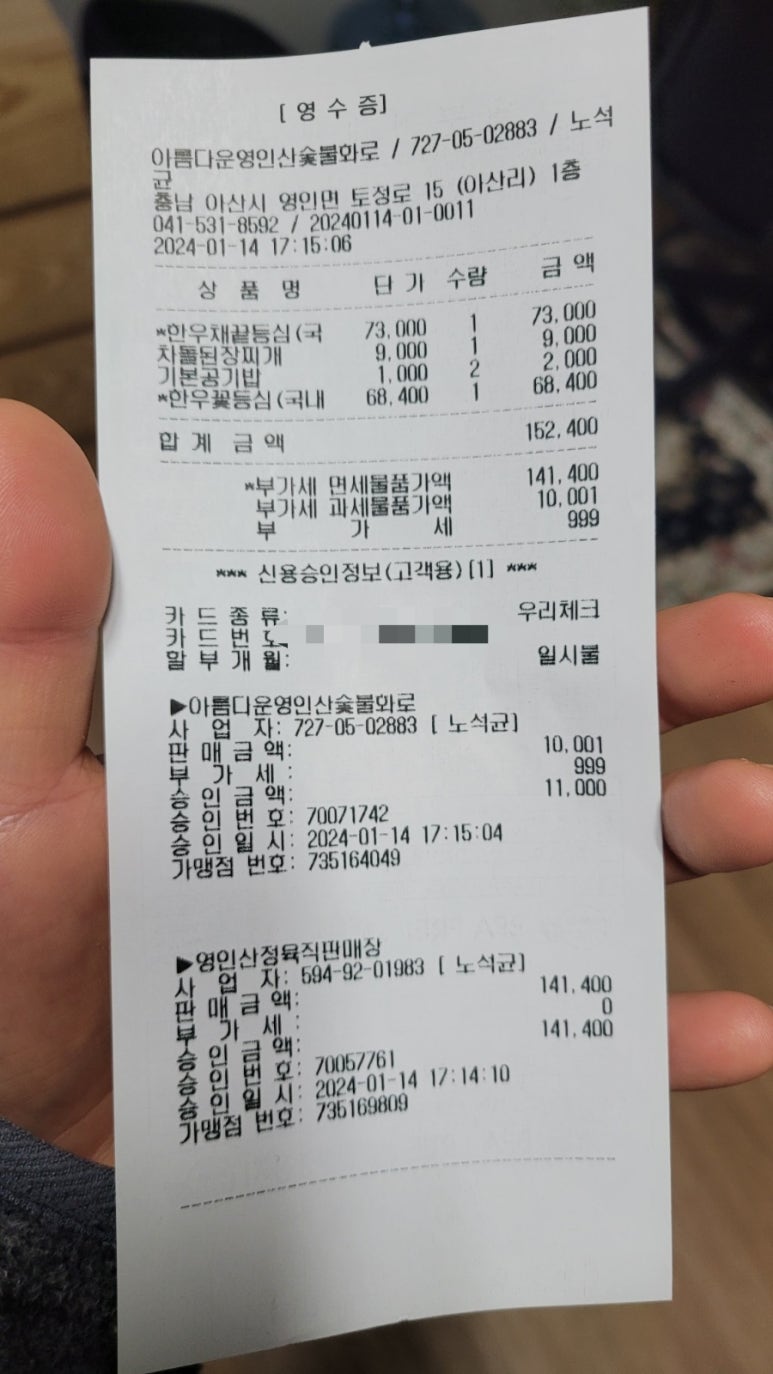 [ 영 수 증]
아름다운영인산숯불화로 / 727-05-02883 / 노석
균
충남 아산시 영인면 토정로 15 (아산리) 1층
041-531-8592 / 20240114-01-0011
2024-01-14 17:15:06
상 품 명 단 가 수량 금 액
*한우채끝등심(국 73,000 1 73,000
차돌된장찌개 9,000 1 9,000
기본공기밥 1,000 2 2,000
*한우꽃등심(국내 68,400 1 68,400
합 계 금 액 152,400
*부가세 면세물품가액 141,400
부가세 과세물품가액 10,001
부 가 세 999
*** 신용승인정보(고객용)[1] ***
카 드 종 류: 우리체크
카 드 번 호
할 부 개 월: 일시불
▶아름다운영인산숯불화로
사 업 자: 727-05-02883 [ 노석균]
판 매 금 액: 10,001
부 가 세 : 999
승 인 금 액: 11,000
승 인 번 호: 70071742
승 인 일 시: 2024-01-14 17:15:04
가맹점 번호: 735164049
▶영인산정육직판매장
사 업 자: 594-92-01983 [ 노석균]
판 매 금 액: 141,400
부 가 세 : 0
승 인 금 액: 141,400
승 인 번 호: 70057761
승 인 일 시: 2024-01-14 17:14:10
가맹점 번호: 735169809